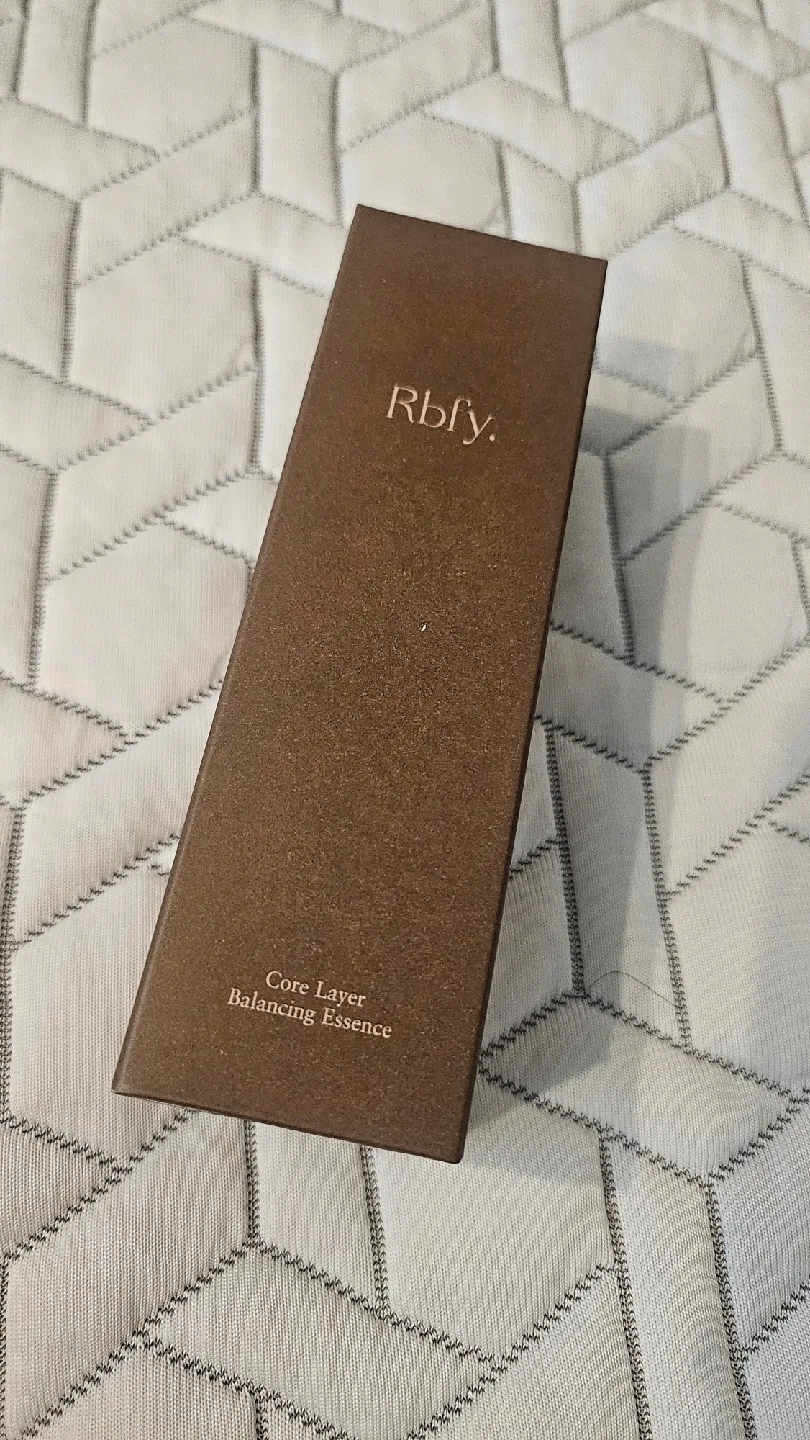 Rbfy.
Core Layer
Balancing Essence